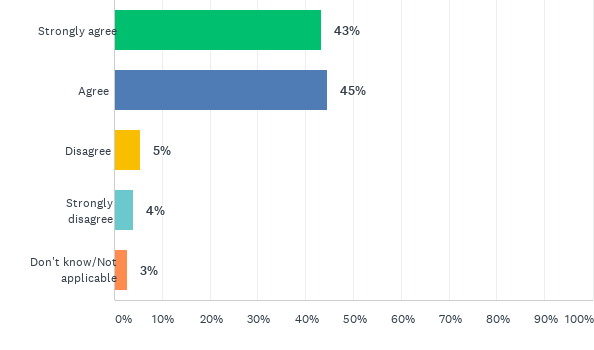 Strongly agree
43%
Agree
45%
Disagree
5%
Strongly
disagree
4%
Don't know/Not
applicable
3%
0% 10% 20% 30% 40% 50% 60% 70% 80% 90% 100%